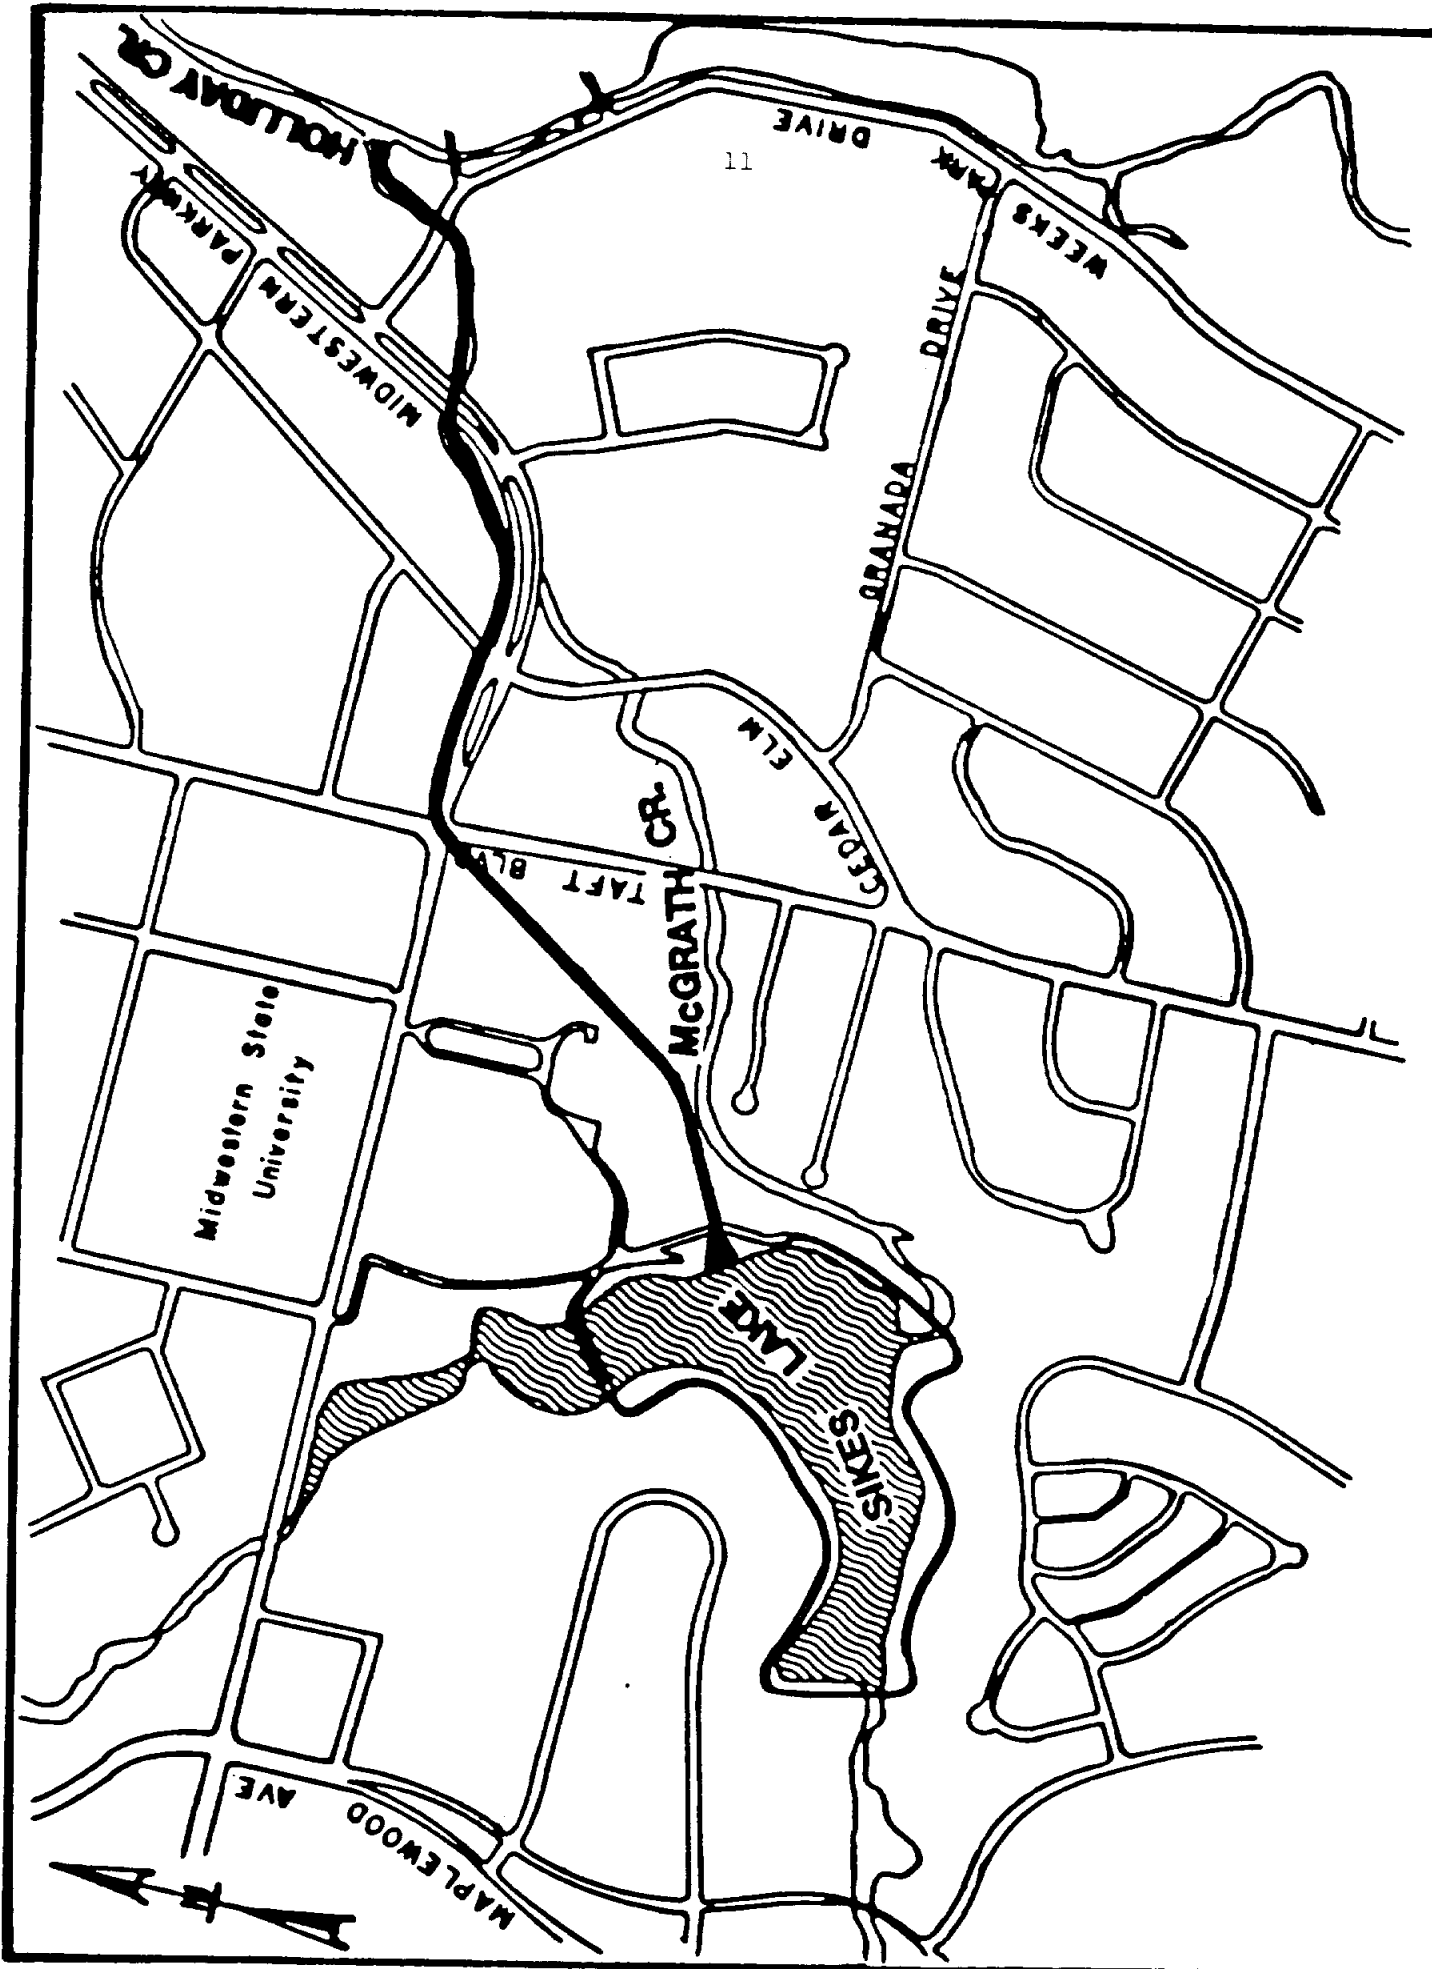 HOLLIDAY CR.
11
WEEKS PARK DRIVE
MIDWESTERN PARKWAY
GRANADA DRIVE
CEDAR ELM
McGRATH CR.
TAFT BLV
Midwestern State
University
SIKES LAKE
MAPLEWOOD AVE
N